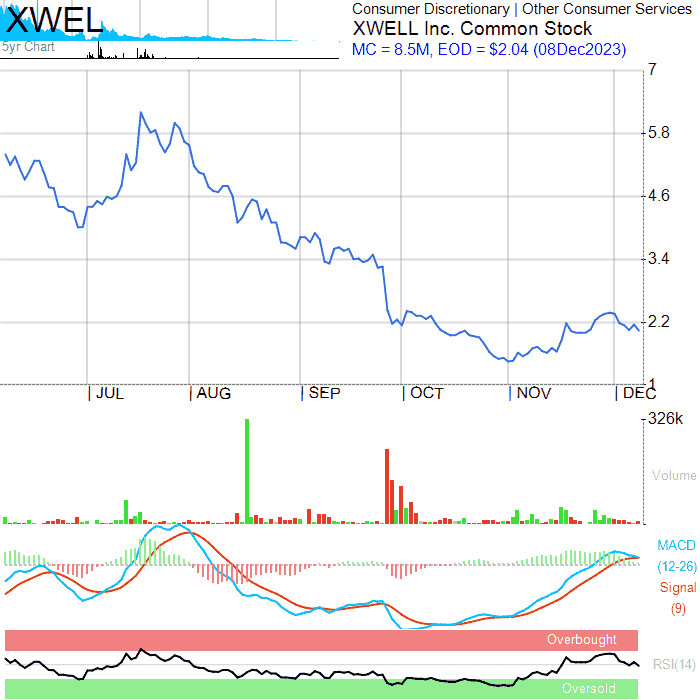 XWEL
5yr Chart
Consumer Discretionary | Other Consumer Services
XWELL Inc. Common Stock
MC = 8.5M, EOD = $2.04 (08Dec2023)
7
5.8
4.6
3.4
2.2
1
JUL AUG SEP OCT NOV DEC
326k
Volume
MACD
(12-26)
Signal
(9)
Overbought
RSI(14)
Oversold